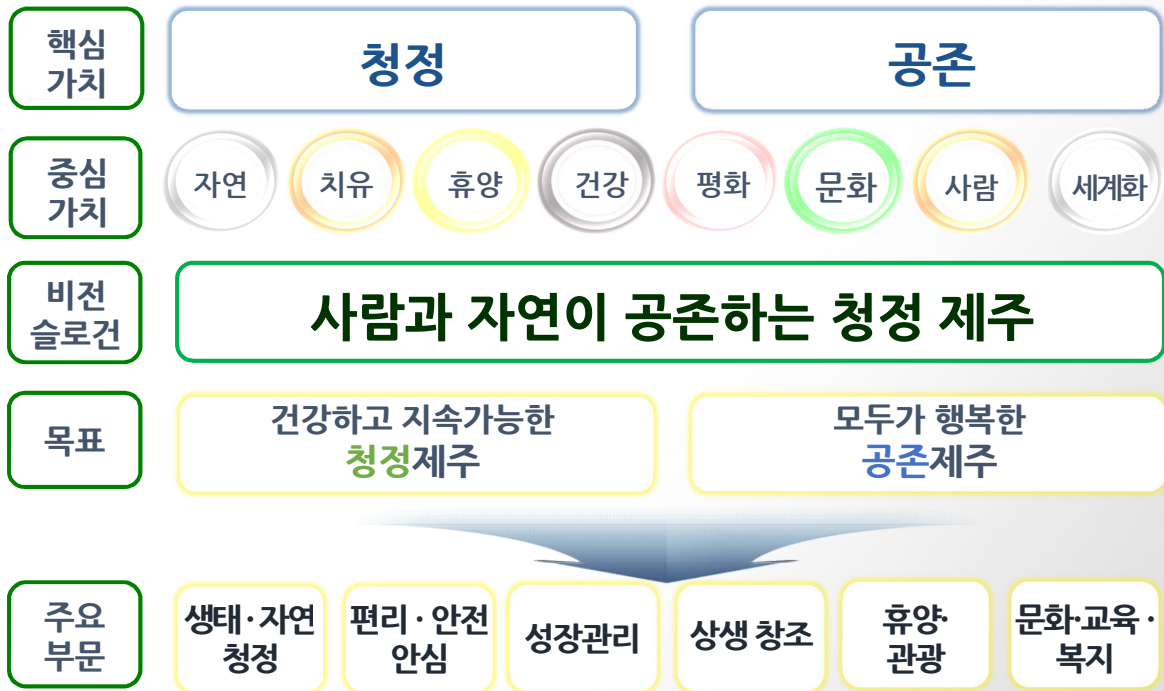 핵심
가치
청정
공존
중심
가치
자연
치유
휴양
건강
평화
문화
사람
세계화
비전
슬로건
사람과 자연이 공존하는 청정 제주
목표
건강하고 지속가능한
청정제주
모두가 행복한
공존제주
주요
부문
생태·자연
청정
편리·안전
안심
성장관리
상생 창조
휴양·
관광
문화·교육·
복지